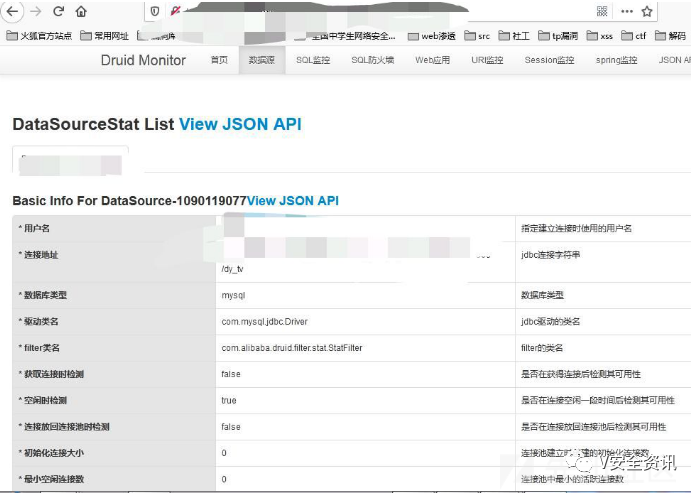 火狐官方站点 常用网址 全国中学生网络安全... web渗透 src 社工 tp漏洞 xss ctf 解码
Druid Monitor 首页 数据源 SQL监控 SQL防火墙 Web应用 URI监控 Session监控 spring监控 JSON AP
DataSourceStat List View JSON API
Basic Info For DataSource-1090119077View JSON API
* 用户名 指定建立连接时使用的用户名
* 连接地址 /dy_tv jdbc连接字符串
* 数据库类型 mysql 数据库类型
* 驱动类名 com.mysql.jdbc.Driver jdbc驱动的类名
* filter类名 com.alibaba.druid.filter.stat.StatFilter filter的类名
* 获取连接时检测 false 是否在获得连接后检测其可用性
* 空闲时检测 true 是否在连接空闲一段时间后检测其可用性
* 连接放回连接池时检测 false 是否在连接放回连接池后检测其可用性
* 初始化连接大小 0 连接池建立时创建的初始化连接数
* 最小空闲连接数 0 连接池中最小的活跃连接数
V安全资讯